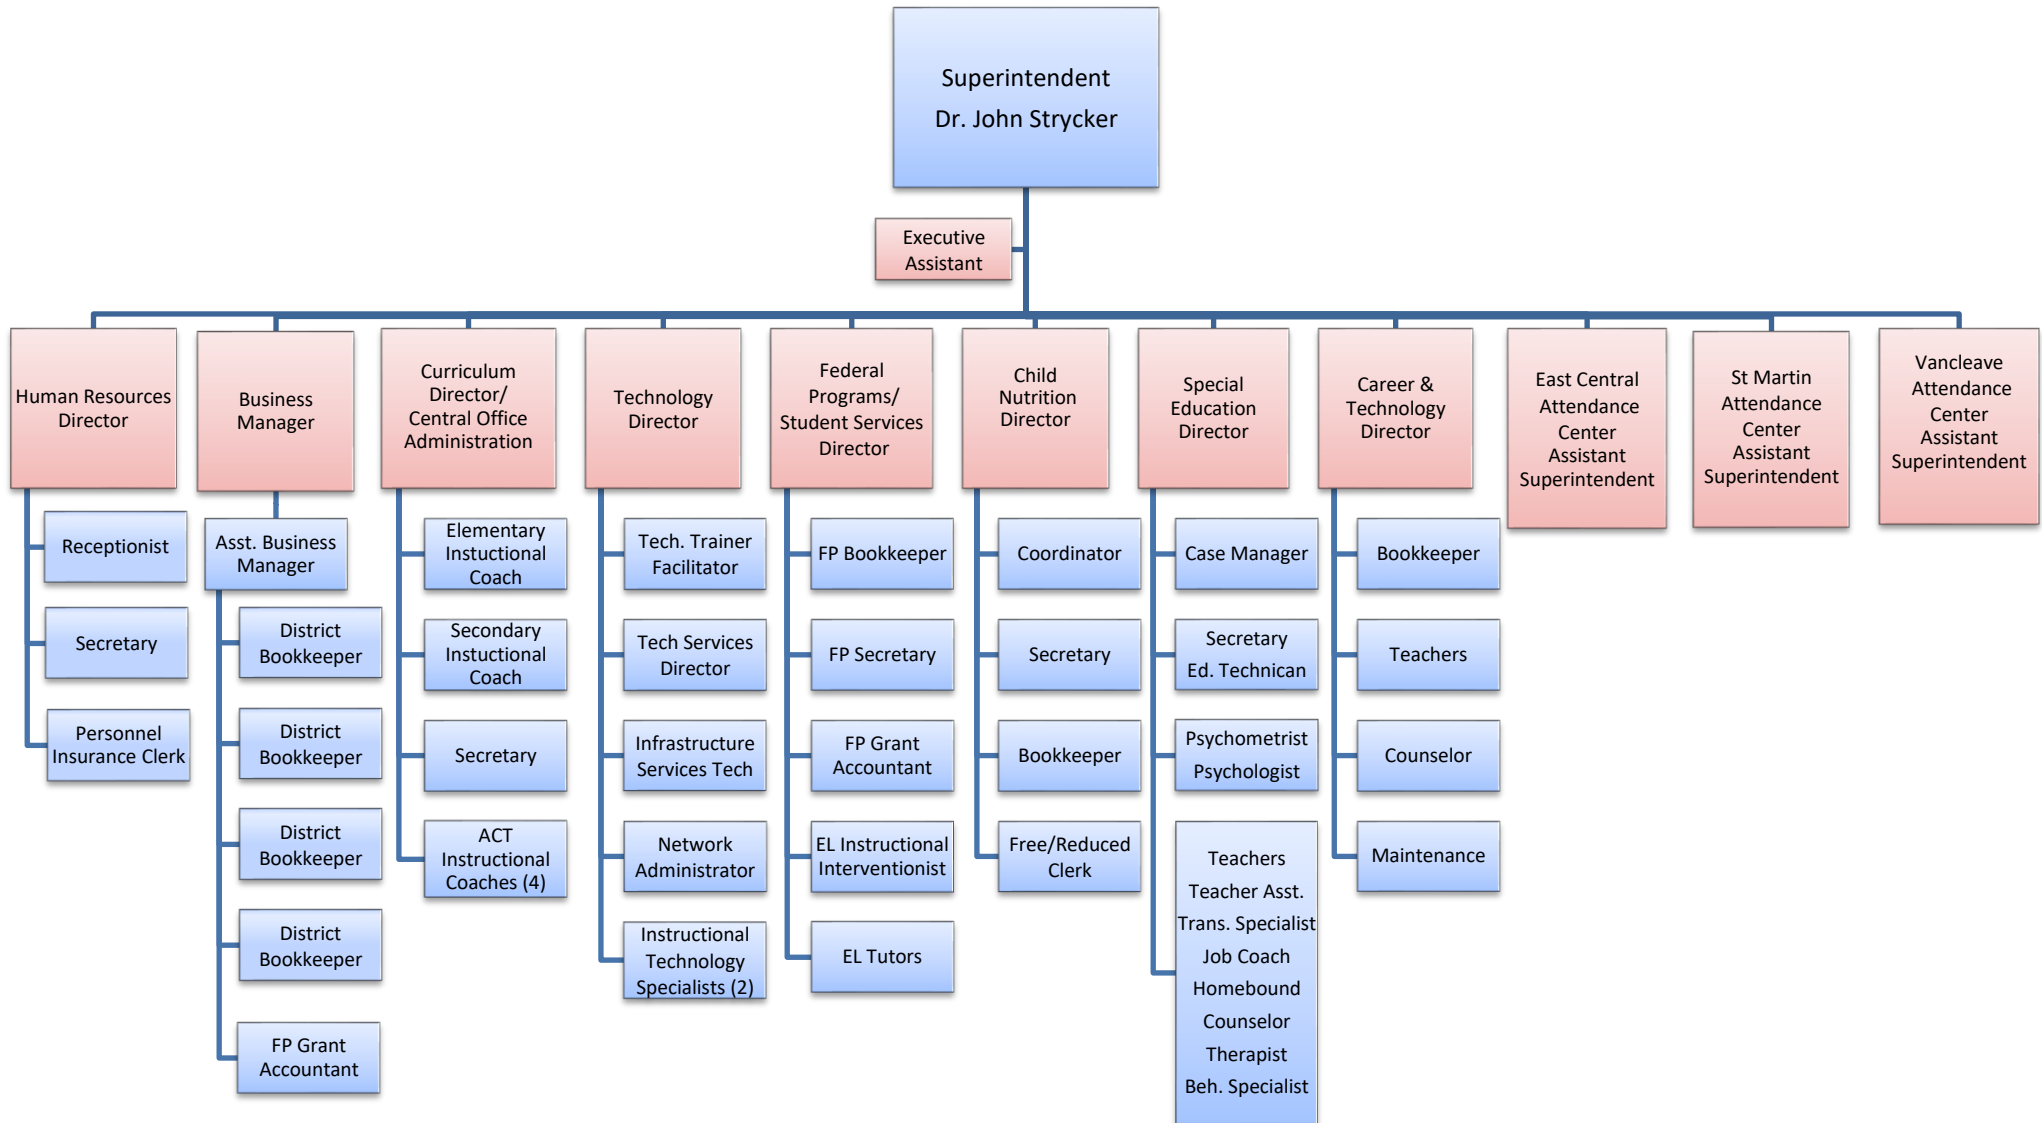 Superintendent
Dr. John Strycker
Executive
Assistant
Human Resources
Director
Business
Manager
Curriculum
Director/
Central Office
Administration
Technology
Director
Federal
Programs/
Student Services
Director
Child
Nutrition
Director
Special
Education
Director
Career &
Technology
Director
East Central
Attendance
Center
Assistant
Superintendent
St Martin
Attendance
Center
Assistant
Superintendent
Vancleave
Attendance
Center
Assistant
Superintendent
Receptionist
Secretary
Personnel
Insurance Clerk
Asst. Business
Manager
District
Bookkeeper
District
Bookkeeper
District
Bookkeeper
District
Bookkeeper
FP Grant
Accountant
Elementary
Instuctional
Coach
Secondary
Instuctional
Coach
Secretary
ACT
Instructional
Coaches (4)
Tech. Trainer
Facilitator
Tech Services
Director
Infrastructure
Services Tech
Network
Administrator
Instructional
Technology
Specialists (2)
FP Bookkeeper
FP Secretary
FP Grant
Accountant
EL Instructional
Interventionist
EL Tutors
Coordinator
Secretary
Bookkeeper
Free/Reduced
Clerk
Case Manager
Secretary
Ed. Technican
Psychometrist
Psychologist
Teachers
Teacher Asst.
Trans. Specialist
Job Coach
Homebound
Counselor
Therapist
Beh. Specialist
Bookkeeper
Teachers
Counselor
Maintenance